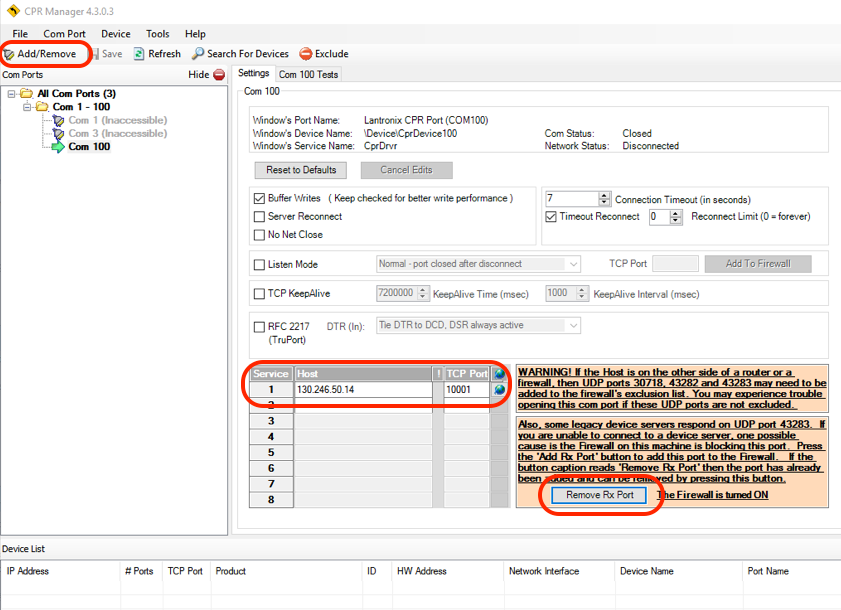 CPR Manager 4.3.0.3
File Com Port Device Tools Help
Add/Remove Save Refresh Search For Devices Exclude
Com Ports Hide
All Com Ports (3)
Com 1 - 100
Com 1 (Inaccessible)
Com 3 (Inaccessible)
Com 100
Settings Com 100 Tests
Com 100
Window's Port Name: Lantronix CPR Port (COM100)
Window's Device Name: \Device\CprDevice100 Com Status: Closed
Window's Service Name: CprDrvr Network Status: Disconnected
Reset to Defaults Cancel Edits
Buffer Writes ( Keep checked for better write performance ) 7 Connection Timeout (in seconds)
Server Reconnect Timeout Reconnect 0 Reconnect Limit (0 = forever)
No Net Close
Listen Mode Normal - port closed after disconnect TCP Port Add To Firewall
TCP KeepAlive 7200000 KeepAlive Time (msec) 1000 KeepAlive Interval (msec)
RFC 2217 DTR (In): Tie DTR to DCD, DSR always active
(TruPort)
Service Host ! TCP Port
1 130.246.50.14 10001
2
3
4
5
6
7
8
WARNING! If the Host is on the other side of a router or a
firewall, then UDP ports 30718, 43282 and 43283 may need to be
added to the firewall's exclusion list. You may experience trouble
opening this com port if these UDP ports are not excluded.
Also, some legacy device servers respond on UDP port 43283. If
you are unable to connect to a device server, one possible
cause is the Firewall on this machine is blocking this port. Press
the 'Add Rx Port' button to add this port to the Firewall. If the
button caption reads 'Remove Rx Port' then the port has already
been added and can be removed by pressing this button.
Remove Rx Port The Firewall is turned ON
Device List
IP Address # Ports TCP Port Product ID HW Address Network Interface Device Name Port Name